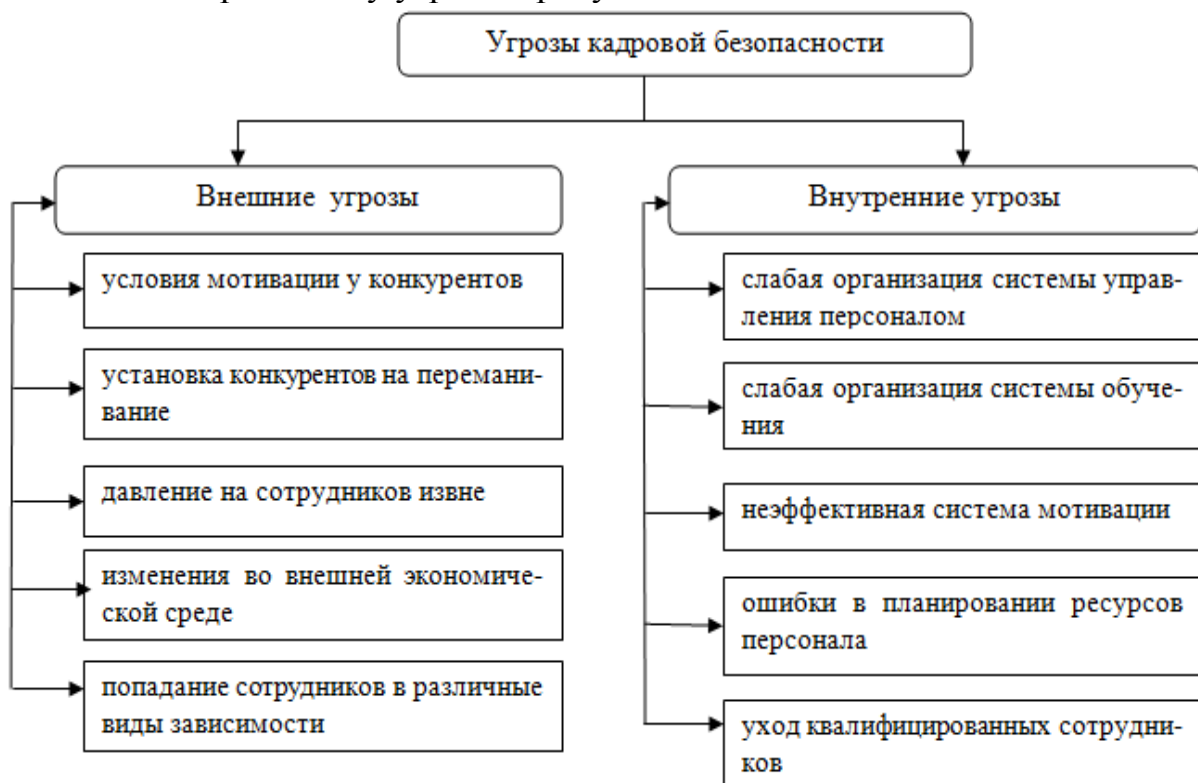 Угрозы кадровой безопасности
Внешние угрозы
условия мотивации у конкурентов
установка конкурентов на перемани-
вание
давление на сотрудников извне
изменения во внешней экономиче-
ской среде
попадание сотрудников в различные
виды зависимости
Внутренние угрозы
слабая организация системы управ-
ления персоналом
слабая организация системы обуче-
ния
неэффективная система мотивации
ошибки в планировании ресурсов
персонала
уход квалифицированных сотрудни-
ков